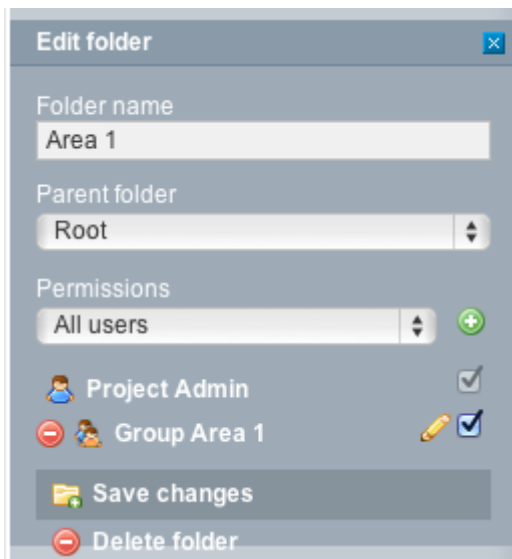 Edit folder
Folder name
Area 1
Parent folder
Root
Permissions
All users
Project Admin
Group Area 1
Save changes
Delete folder